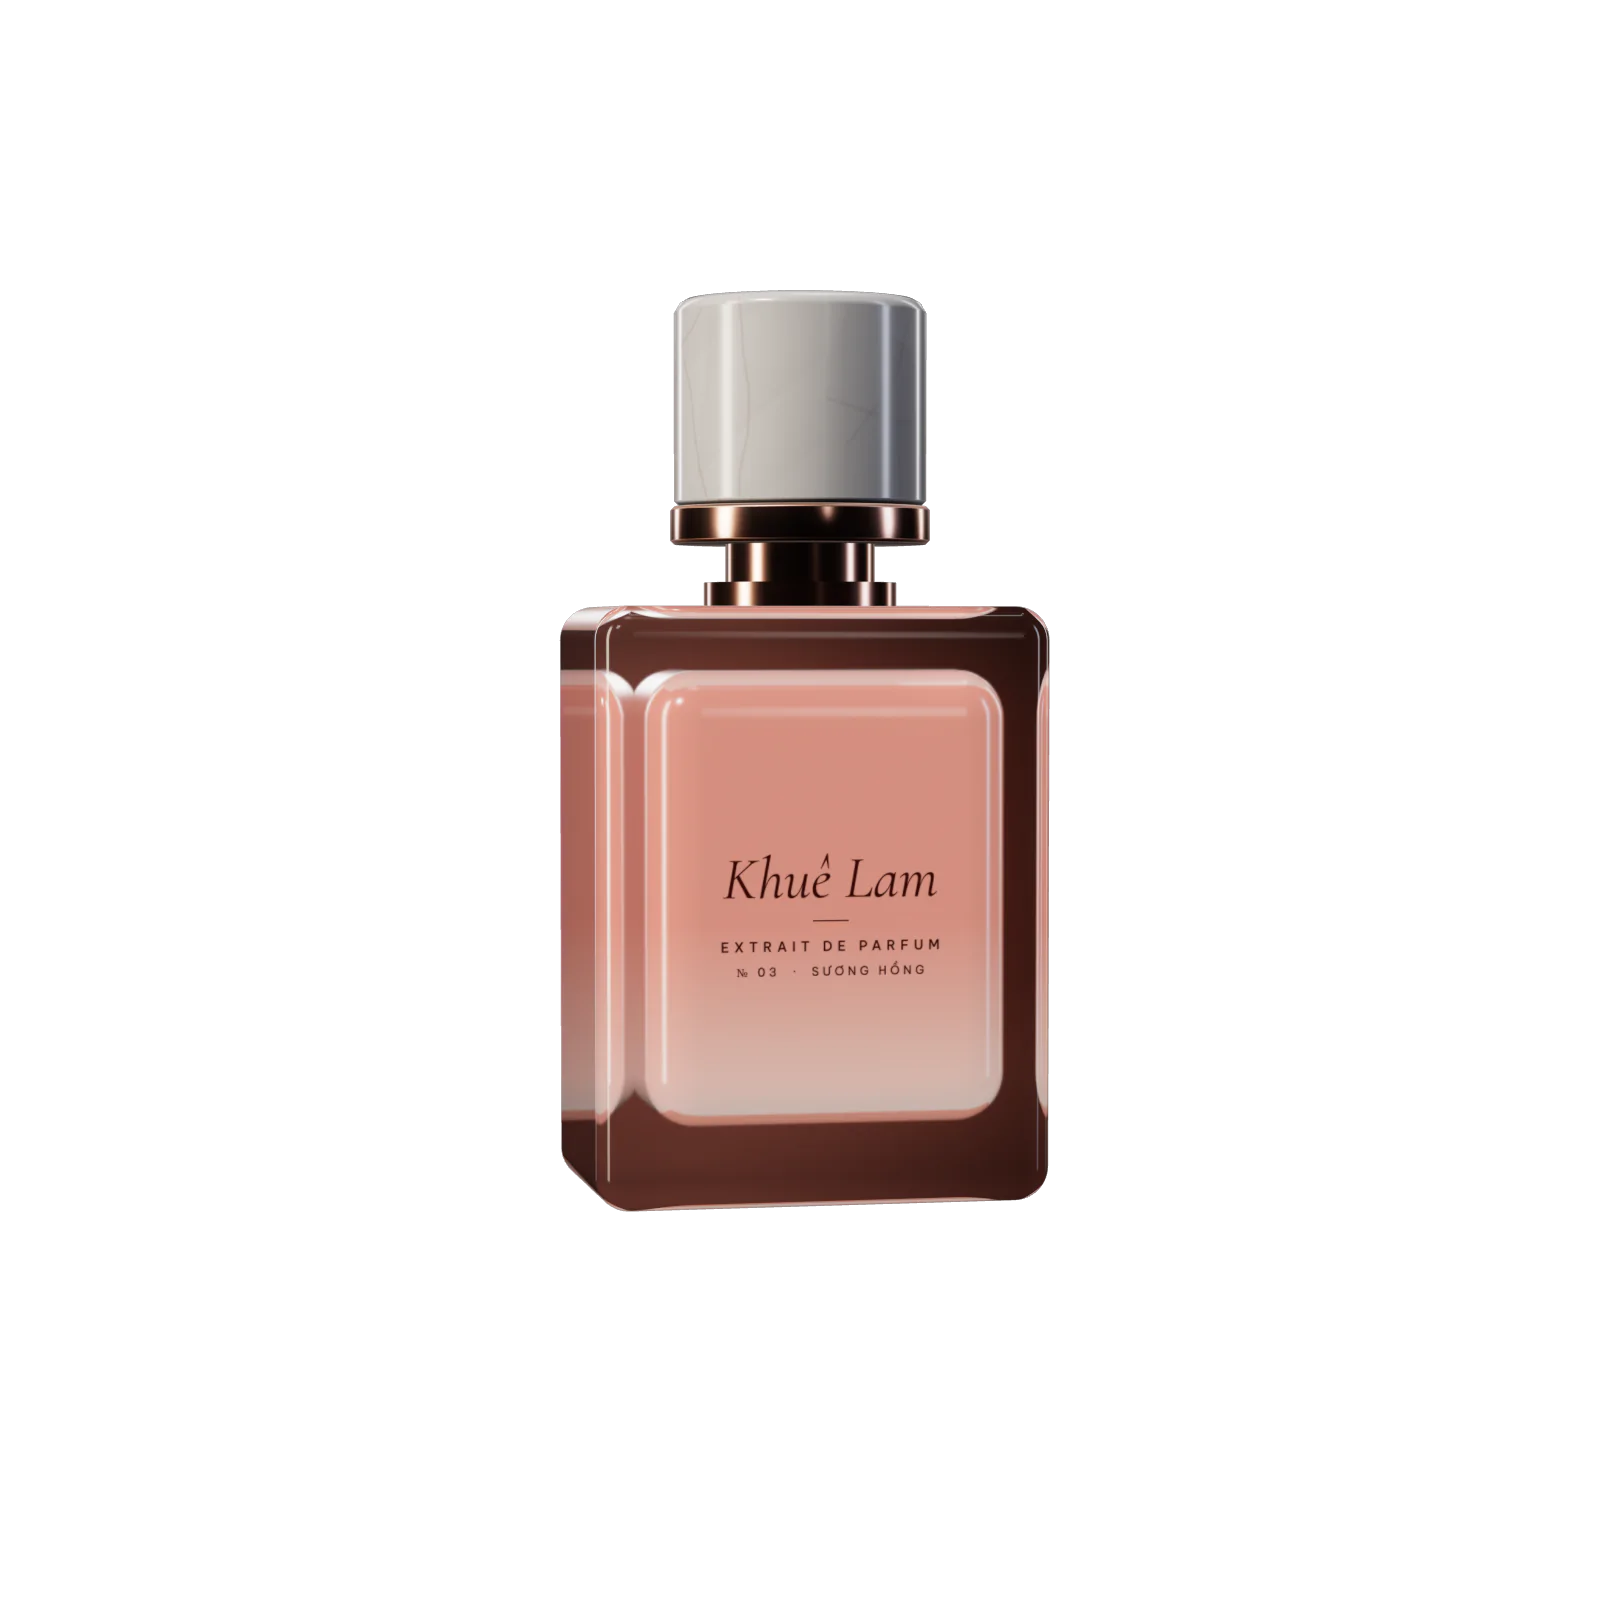 Khuê Lam
EXTRAIT DE PARFUM
№ 03 · SƯƠNG HỒNG